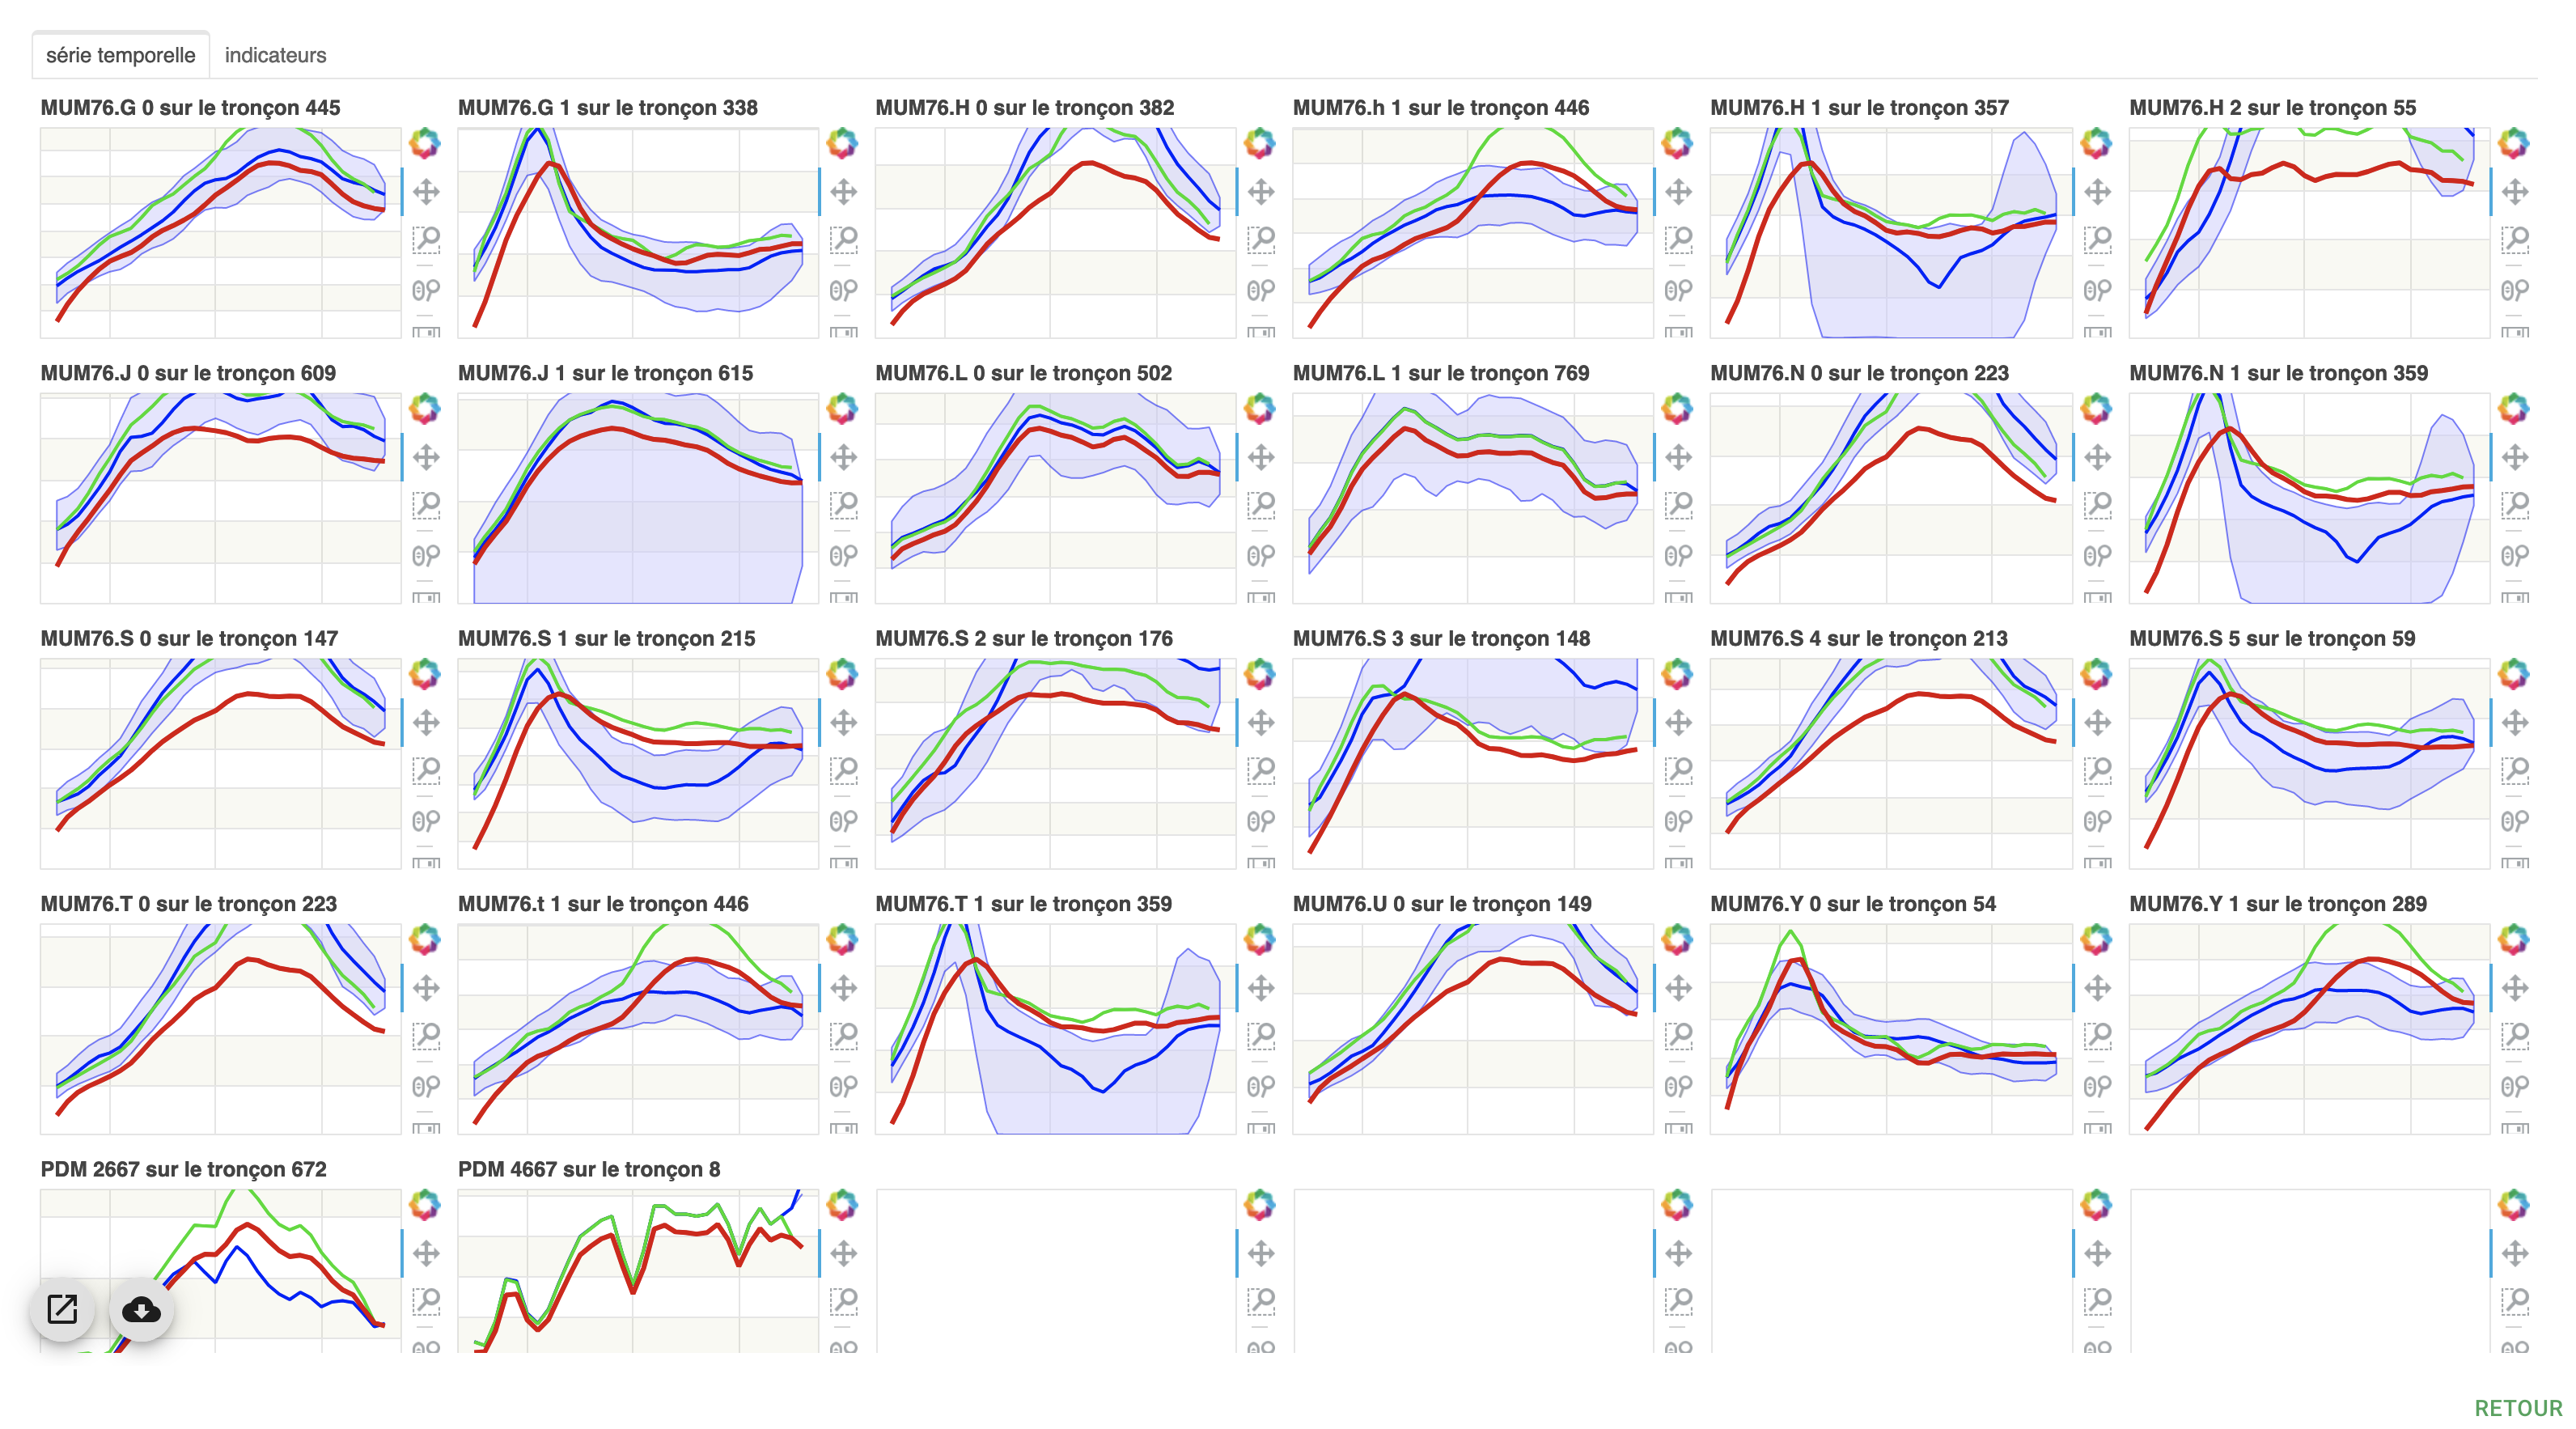 série temporelle indicateurs
MUM76.G 0 sur le tronçon 445
MUM76.G 1 sur le tronçon 338
MUM76.H 0 sur le tronçon 382
MUM76.h 1 sur le tronçon 446
MUM76.H 1 sur le tronçon 357
MUM76.H 2 sur le tronçon 55
MUM76.J 0 sur le tronçon 609
MUM76.J 1 sur le tronçon 615
MUM76.L 0 sur le tronçon 502
MUM76.L 1 sur le tronçon 769
MUM76.N 0 sur le tronçon 223
MUM76.N 1 sur le tronçon 359
MUM76.S 0 sur le tronçon 147
MUM76.S 1 sur le tronçon 215
MUM76.S 2 sur le tronçon 176
MUM76.S 3 sur le tronçon 148
MUM76.S 4 sur le tronçon 213
MUM76.S 5 sur le tronçon 59
MUM76.T 0 sur le tronçon 223
MUM76.t 1 sur le tronçon 446
MUM76.T 1 sur le tronçon 359
MUM76.U 0 sur le tronçon 149
MUM76.Y 0 sur le tronçon 54
MUM76.Y 1 sur le tronçon 289
PDM 2667 sur le tronçon 672
PDM 4667 sur le tronçon 8
RETOUR